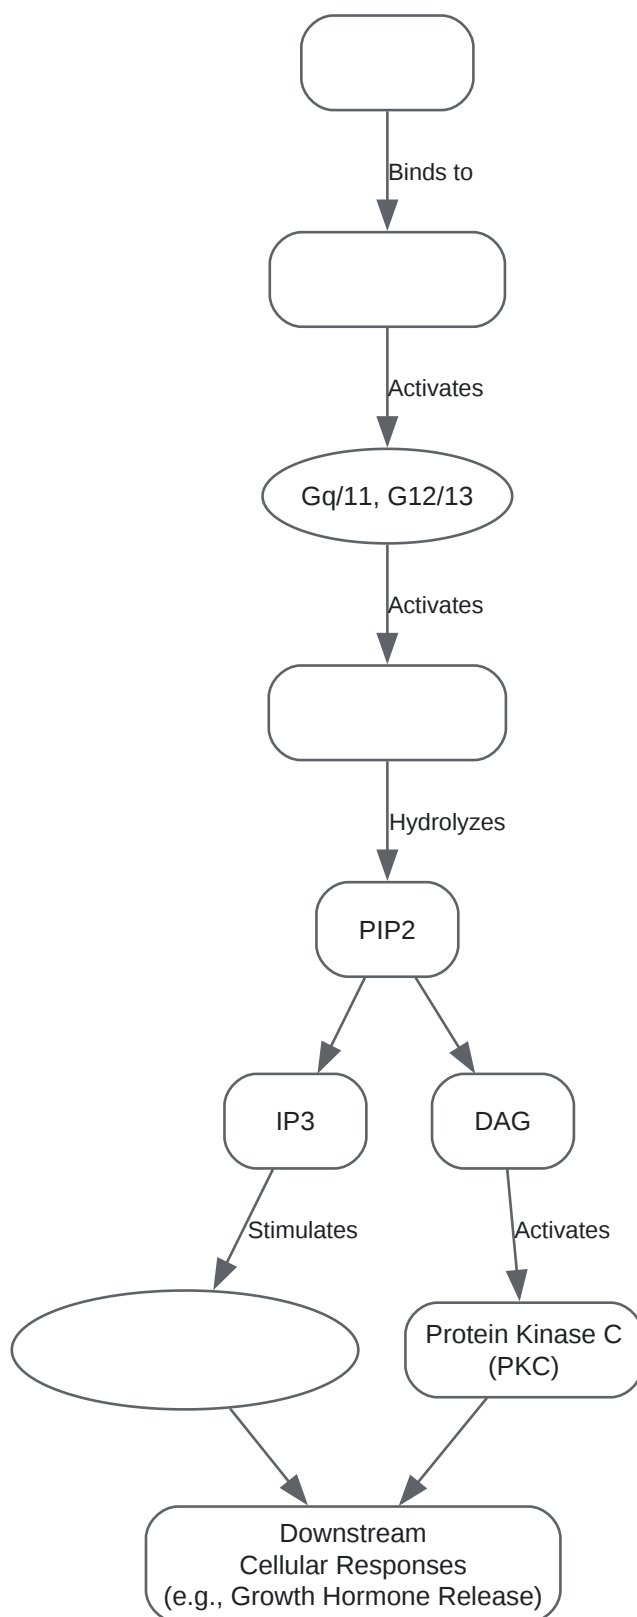 Binds to
Activates
Gq/11, G12/13
Activates
Hydrolyzes
PIP2
IP3
DAG
Stimulates
Activates
Protein Kinase C
(PKC)
Downstream
Cellular Responses
(e.g., Growth Hormone Release)